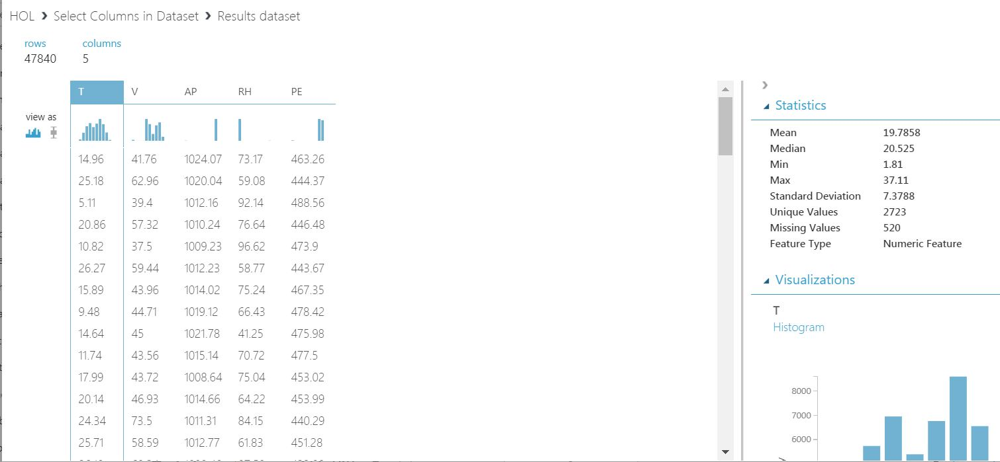 HOL > Select Columns in Dataset > Results dataset
rows columns
47840 5
T V AP RH PE
view as
14.96 41.76 1024.07 73.17 463.26
25.18 62.96 1020.04 59.08 444.37
5.11 39.4 1012.16 92.14 488.56
20.86 57.32 1010.24 76.64 446.48
10.82 37.5 1009.23 96.62 473.9
26.27 59.44 1012.23 58.77 443.67
15.89 43.96 1014.02 75.24 467.35
9.48 44.71 1019.12 66.43 478.42
14.64 45 1021.78 41.25 475.98
11.74 43.56 1015.14 70.72 477.5
17.99 43.72 1008.64 75.04 453.02
20.14 46.93 1014.66 64.22 453.99
24.34 73.5 1011.31 84.15 440.29
25.71 58.59 1012.77 61.83 451.28
Statistics
Mean 19.7858
Median 20.525
Min 1.81
Max 37.11
Standard Deviation 7.3788
Unique Values 2723
Missing Values 520
Feature Type Numeric Feature
Visualizations
T
Histogram
8000
7000
6000